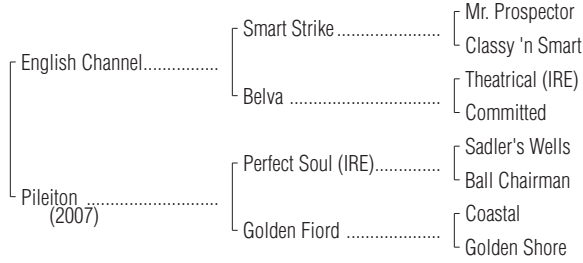 Mr. Prospector
Smart Strike
Classy 'n Smart
English Channel
Theatrical (IRE)
Belva
Committed
Sadler's Wells
Perfect Soul (IRE)
Ball Chairman
Pileiton
(2007)
Coastal
Golden Fiord
Golden Shore